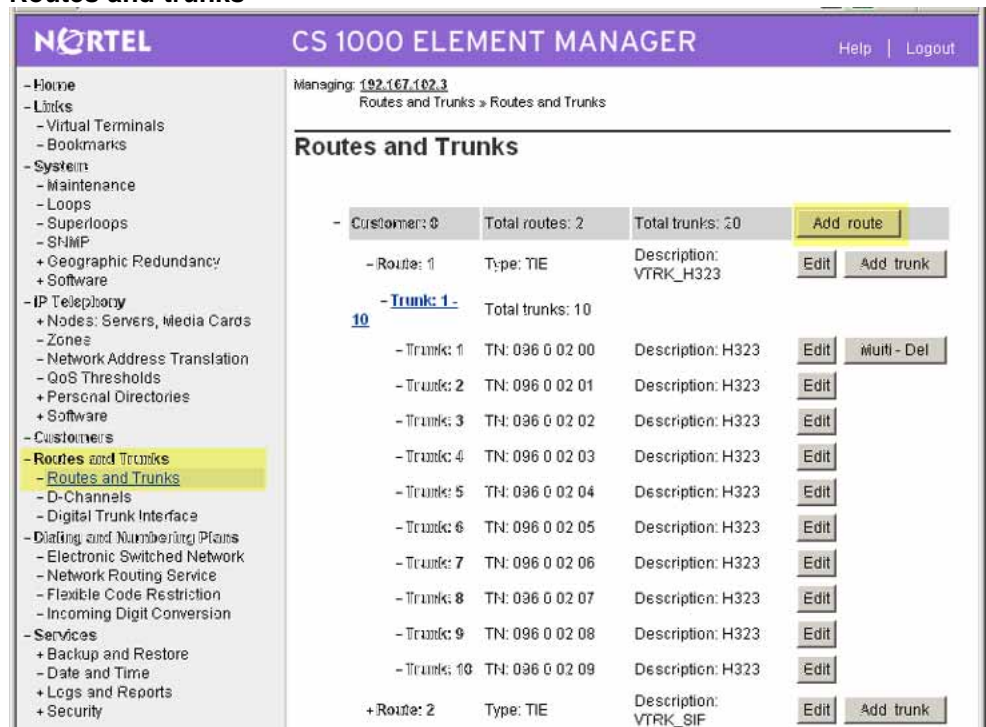 Routes and trunks
NORTEL
CS 1000 ELEMENT MANAGER
Help | Logout
- Home
- Links
- Virtual Terminals
- Bookmarks
- System
- Maintenance
- Loops
- Superloops
- SNMP
+ Geographic Redundancy
+ Software
- IP Telephony
+ Nodes: Servers, Media Cards
- Zones
- Network Address Translation
- QoS Thresholds
+ Personal Directories
+ Software
- Customers
- Routes and Trunks
- Routes and Trunks
- D-Channels
- Digital Trunk Interface
- Dialing and Numbering Plans
- Electronic Switched Network
- Network Routing Service
- Flexible Code Restriction
- Incoming Digit Conversion
- Services
+ Backup and Restore
- Date and Time
+ Logs and Reports
+ Security
Managing: 192.167.102.3
Routes and Trunks » Routes and Trunks
Routes and Trunks
- Customer: 0 Total routes: 2 Total trunks: 20 Add route
- Route: 1 Type: TIE Description: VTRK_H323 Edit Add trunk
- Trunk: 1 - 10 Total trunks: 10
- Trunk: 1 TN: 096 0 02 00 Description: H323 Edit Multi - Del
- Trunk: 2 TN: 096 0 02 01 Description: H323 Edit
- Trunk: 3 TN: 096 0 02 02 Description: H323 Edit
- Trunk: 4 TN: 096 0 02 03 Description: H323 Edit
- Trunk: 5 TN: 096 0 02 04 Description: H323 Edit
- Trunk: 6 TN: 096 0 02 05 Description: H323 Edit
- Trunk: 7 TN: 096 0 02 06 Description: H323 Edit
- Trunk: 8 TN: 096 0 02 07 Description: H323 Edit
- Trunk: 9 TN: 096 0 02 08 Description: H323 Edit
- Trunk: 10 TN: 096 0 02 09 Description: H323 Edit
+ Route: 2 Type: TIE Description: VTRK_SIP Edit Add trunk